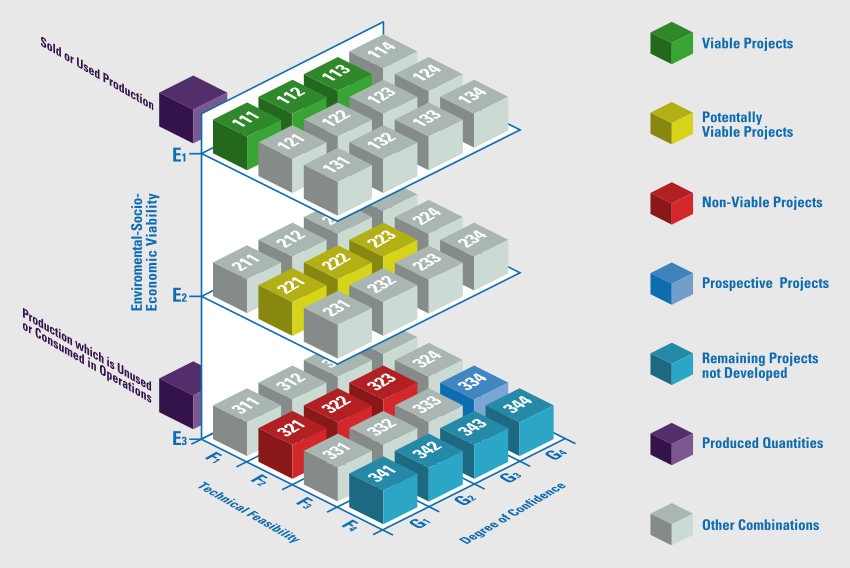 Sold or Used Production
114
113
124
112
123
134
111
122
133
121
132
131
E1
Enviromental-Socio-
Economic Viability
224
212
223
234
211
222
233
221
232
231
E2
Production which is Unused
or Consumed in Operations
324
312
323
334
311
322
333
344
321
332
343
331
342
341
E3
F1
F2
F3
F4
G1
G2
G3
G4
Technical Feasibility
Degree of Confidence
Viable Projects
Potentally
Viable Projects
Non-Viable Projects
Prospective Projects
Remaining Projects
not Developed
Produced Quantities
Other Combinations